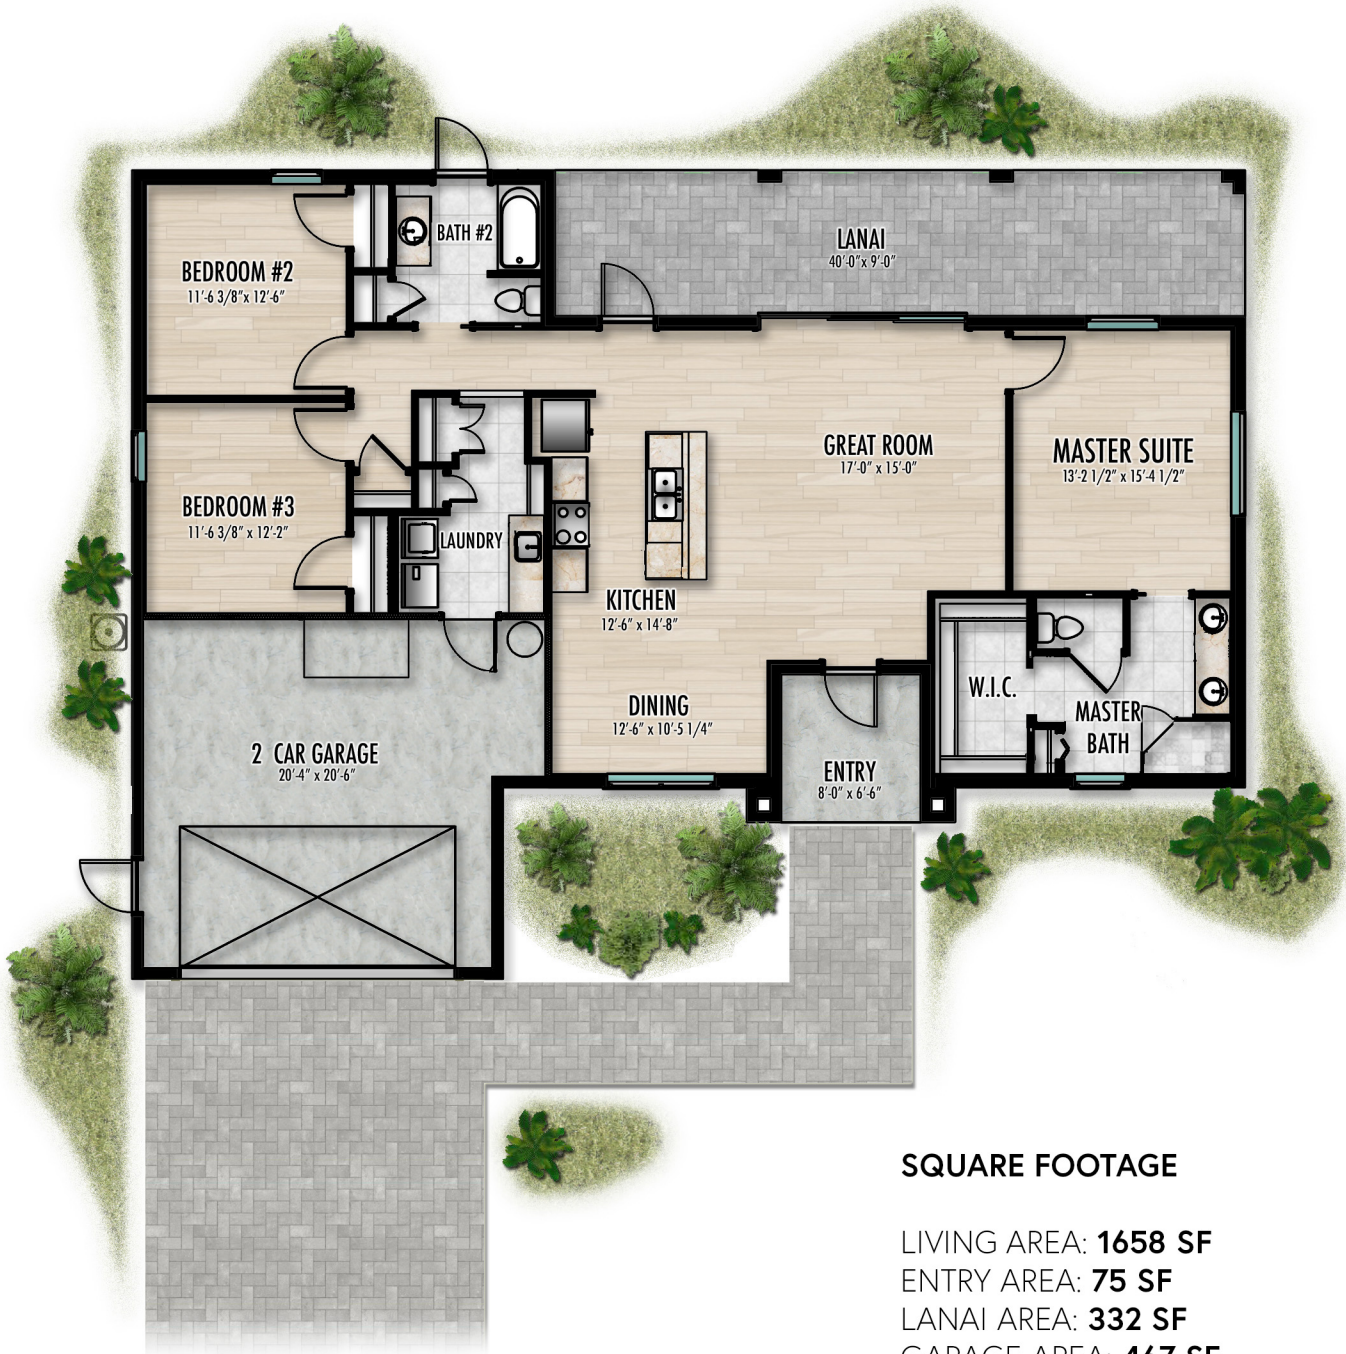 BATH #2
LANAI
40'-0"x 9'-0"
BEDROOM #2
11'-6 3/8"x 12'-6"
GREAT ROOM
17'-0" x 15'-0"
MASTER SUITE
13'-2 1/2" x 15'-4 1/2"
BEDROOM #3
11'-6 3/8" x 12'-2"
LAUNDRY
KITCHEN
12'-6" x 14'-8"
W.I.C.
DINING
12'-6" x 10'-5 1/4"
MASTER
BATH
2 CAR GARAGE
20'-4" x 20'-6"
ENTRY
8'-0" x 6'-6"
SQUARE FOOTAGE
LIVING AREA: 1658 SF
ENTRY AREA: 75 SF
LANAI AREA: 332 SF
GARAGE AREA: 467 SF